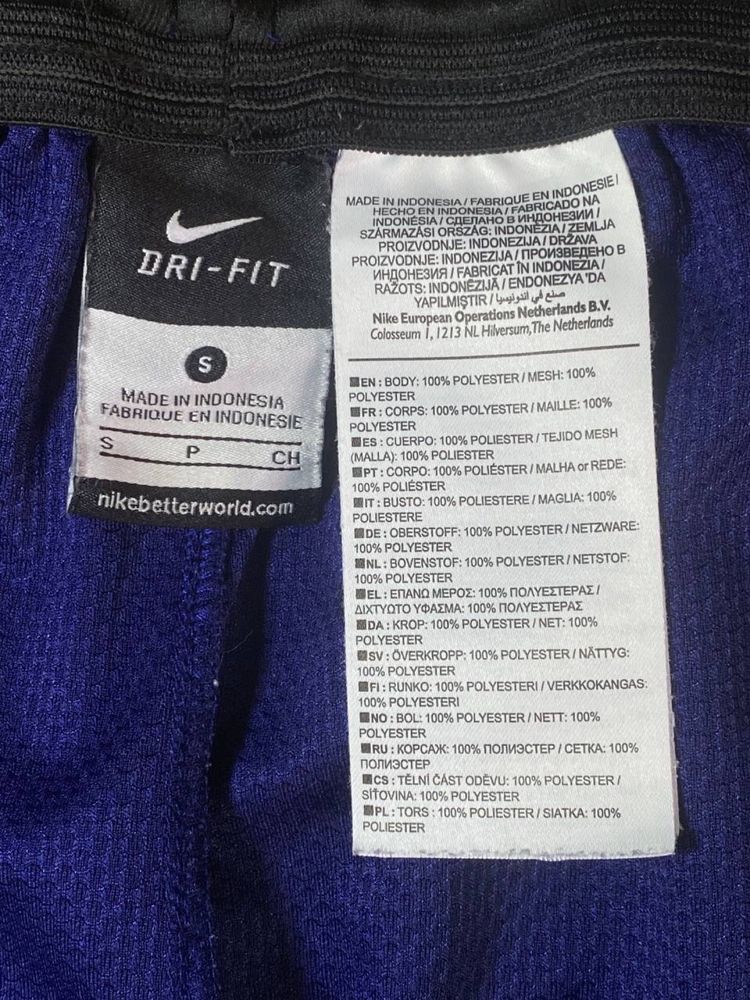 DRI-FIT
S
MADE IN INDONESIA
FABRIQUE EN INDONESIE
S P CH
nikebetterworld.com
MADE IN INDONESIA / FABRIQUE EN INDONESIE /
HECHO EN INDONESIA / FABRICADO NA
INDONÉSIA / СДЕЛАНО В ИНДОНЕЗИИ /
SZÁRMAZÁSI ORSZÁG: INDONÉZIA / ZEMLJA
PROIZVODNJE: INDONEZIJA / DRŽAVA
PROIZVODNJE: INDONEZIJA / ПРОИЗВЕДЕНО В
ИНДОНЕЗИЯ / FABRICAT ÎN INDONEZIA /
RAŽOTS: INDONĒZIJĀ / ENDONEZYA 'DA
YAPILMIŞTIR / صنع في اندونيسيا
Nike European Operations Netherlands B.V.
Colosseum 1, 1213 NL Hilversum, The Netherlands
EN : BODY: 100% POLYESTER / MESH: 100%
POLYESTER
FR : CORPS: 100% POLYESTER / MAILLE: 100%
POLYESTER
ES : CUERPO: 100% POLIÉSTER / TEJIDO MESH
(MALLA): 100% POLIESTER
PT : CORPO: 100% POLIÉSTER / MALHA or REDE:
100% POLIÉSTER
IT : BUSTO: 100% POLIESTERE / MAGLIA: 100%
POLIESTERE
DE : OBERSTOFF: 100% POLYESTER / NETZWARE:
100% POLYESTER
NL : BOVENSTOF: 100% POLYESTER / NETSTOF:
100% POLYESTER
EL : ΕΠΑΝΩ ΜΕΡΟΣ: 100% ΠΟΛΥΕΣΤΕΡΑΣ /
ΔΙΧΤΥΩΤΟ ΥΦΑΣΜΑ: 100% ΠΟΛΥΕΣΤΕΡΑΣ
DA : KROP: 100% POLYESTER / NET: 100%
POLYESTER
SV : ÖVERKROPP: 100% POLYESTER / NÄTTYG:
100% POLYESTER
FI : RUNKO: 100% POLYESTERI / VERKKOKANGAS:
100% POLYESTERI
NO : BOL: 100% POLYESTER / NETT: 100%
POLYESTER
RU : КОРСАЖ: 100% ПОЛИЭСТЕР / СЕТКА: 100%
ПОЛИЭСТЕР
CS : TĚLNÍ ČÁST ODĚVU: 100% POLYESTER /
SÍŤOVINA: 100% POLYESTER
PL : TORS : 100% POLIESTER / SIATKA: 100%
POLIESTER